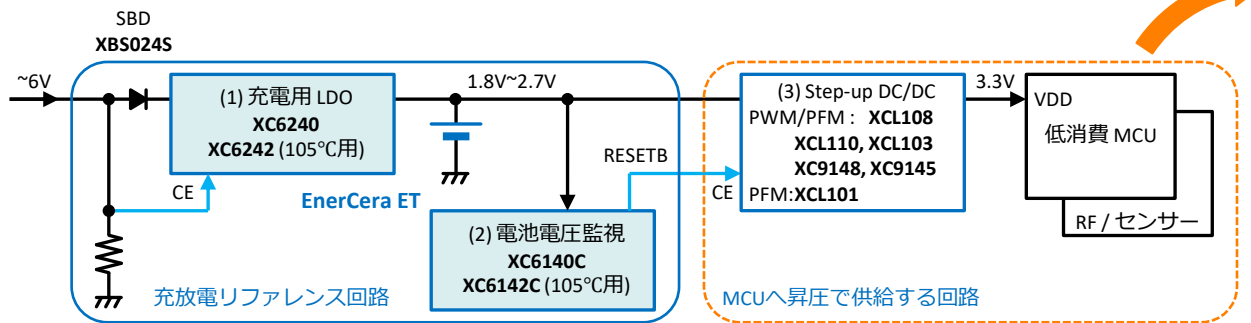 SBD
XBS024S
~6V
(1) 充電用 LDO
XC6240
XC6242 (105℃用)
CE
EnerCera ET
1.8V~2.7V
(2) 電池電圧監視
XC6140C
XC6142C (105℃用)
RESETB
充放電リファレンス回路
(3) Step-up DC/DC
PWM/PFM : XCL108
XCL110, XCL103
XC9148, XC9145
PFM:XCL101
CE
3.3V
VDD
低消費 MCU
RF / センサー
MCUへ昇圧で供給する回路